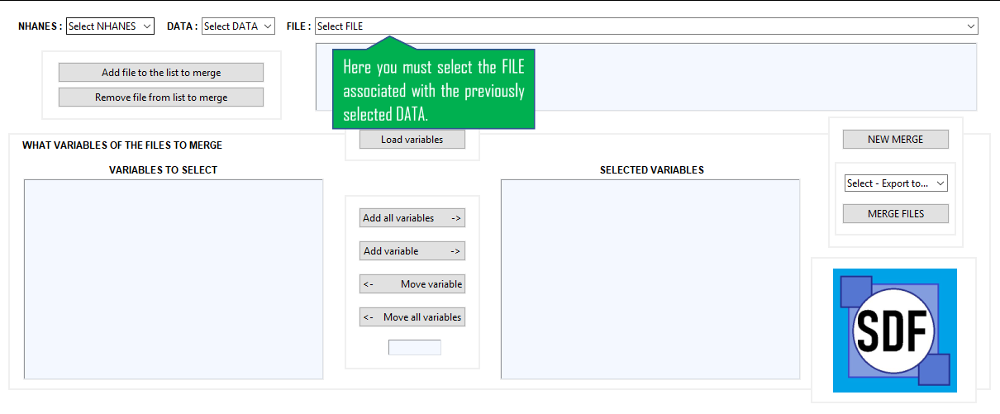 NHANES : Select NHANES DATA : Select DATA FILE : Select FILE
Here you must select the FILE
associated with the previously
selected DATA.
Add file to the list to merge
Remove file from list to merge
Load variables
WHAT VARIABLES OF THE FILES TO MERGE
VARIABLES TO SELECT
SELECTED VARIABLES
Add all variables ->
Add variable ->
<- Move variable
<- Move all variables
NEW MERGE
Select - Export to...
MERGE FILES
SDF